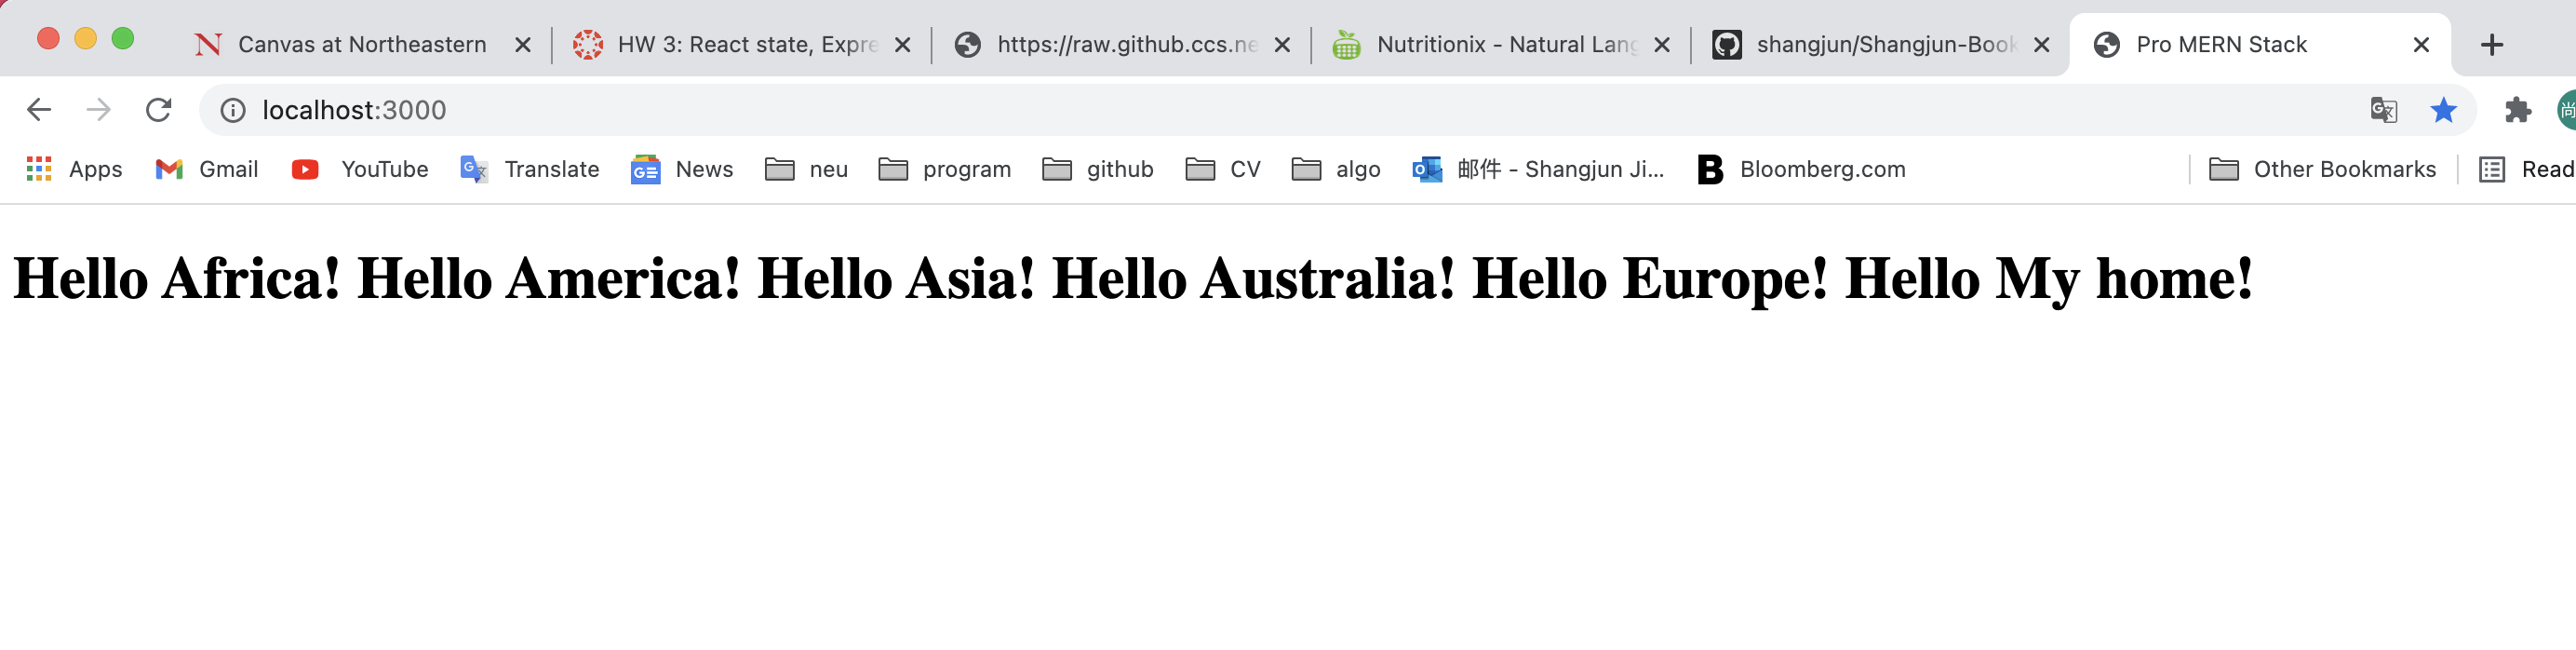 Canvas at Northeastern HW 3: React state, Expre https://raw.github.ccs.ne Nutritionix - Natural Lang shangjun/Shangjun-Book Pro MERN Stack
localhost:3000
Apps Gmail YouTube Translate News neu program github CV algo 邮件 - Shangjun Ji... Bloomberg.com Other Bookmarks Read
Hello Africa! Hello America! Hello Asia! Hello Australia! Hello Europe! Hello My home!